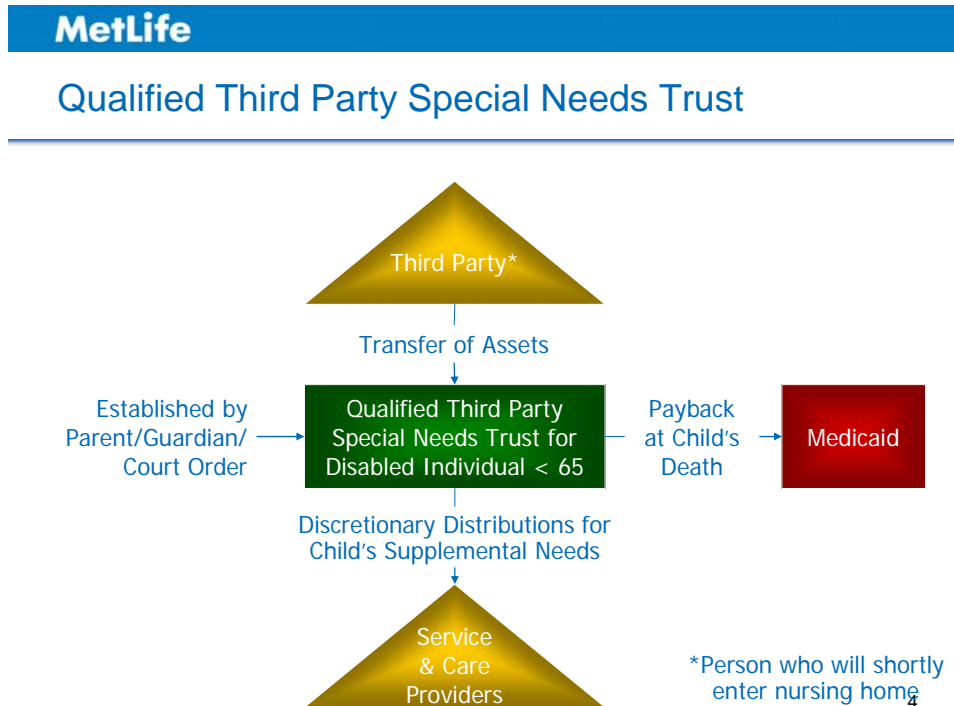 MetLife
Qualified Third Party Special Needs Trust
Third Party*
Transfer of Assets
Established by
Parent/Guardian/
Court Order
Qualified Third Party
Special Needs Trust for
Disabled Individual < 65
Payback
at Child's
Death
Medicaid
Discretionary Distributions for
Child's Supplemental Needs
Service
& Care
Providers
*Person who will shortly
enter nursing home
4